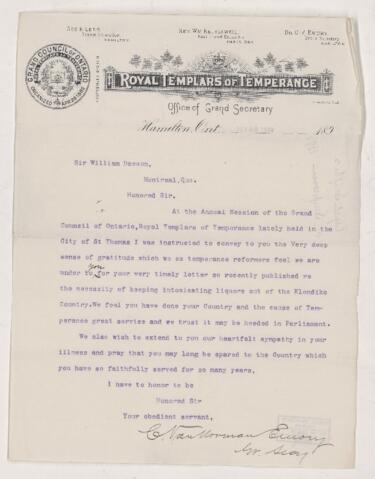 GRAND COUNCIL OF ONTARIO
ROYAL TEMPLARS OF TEMPERANCE
Office of Grand Secretary
Hamilton, Ont. 189
Sir William Dawson,
Montreal, Que.
Honored Sir.
At the Annual Session of the Grand
Council of Ontario, Royal Templars of Temperance lately held in the
City of St Thomas I was instructed to convey to you the Very deep
sense of gratitude which we as temperance reformers feel we are
you
under to for your very timely letter so recently published re
the necessity of keeping intoxicating liquors out of the Klondike
Country. We feel you have done your Country and the cause of Tem-
perance great service and we trust it may be heeded in Parliament.
We also wish to extend to you our heartfelt sympathy in your
illness and pray that you may long be spared to the Country which
you have so faithfully served for so many years.
I have to honor to be
Honored Sir
Your obedient servant,
C Van Norman Emory
Gr. Secy